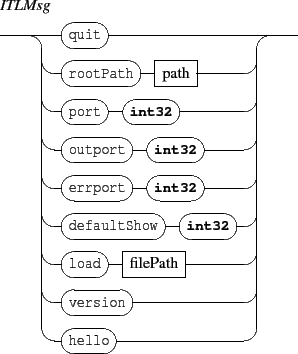 ITLMsg
quit
rootPath path
port int32
outport int32
errport int32
defaultShow int32
load filePath
version
hello